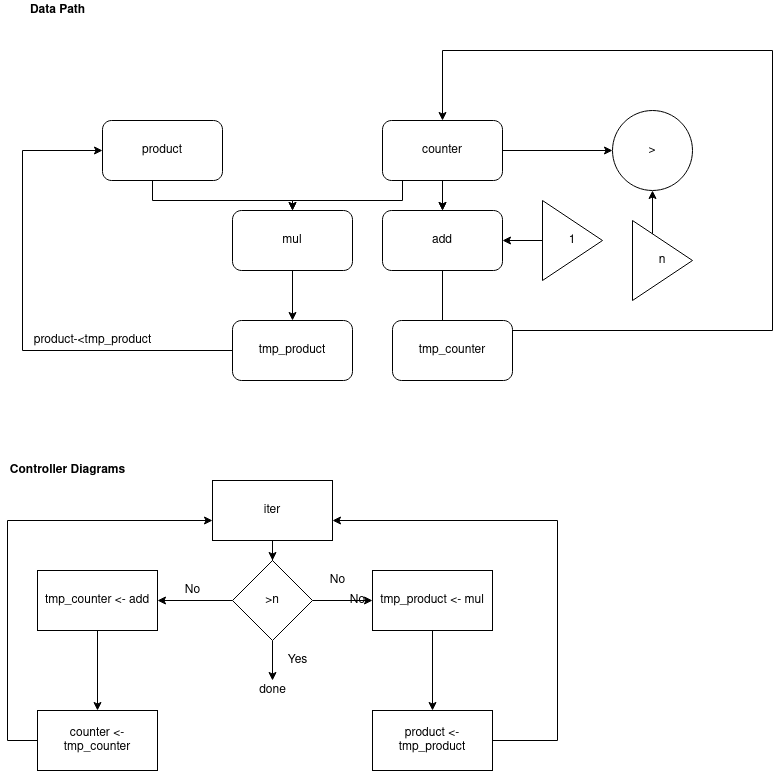 Data Path
product
counter
>
mul
add
1
n
product-<tmp_product
tmp_product
tmp_counter
Controller Diagrams
iter
No
No
tmp_counter <- add
>n
No
tmp_product <- mul
Yes
done
counter <-
tmp_counter
product <-
tmp_product